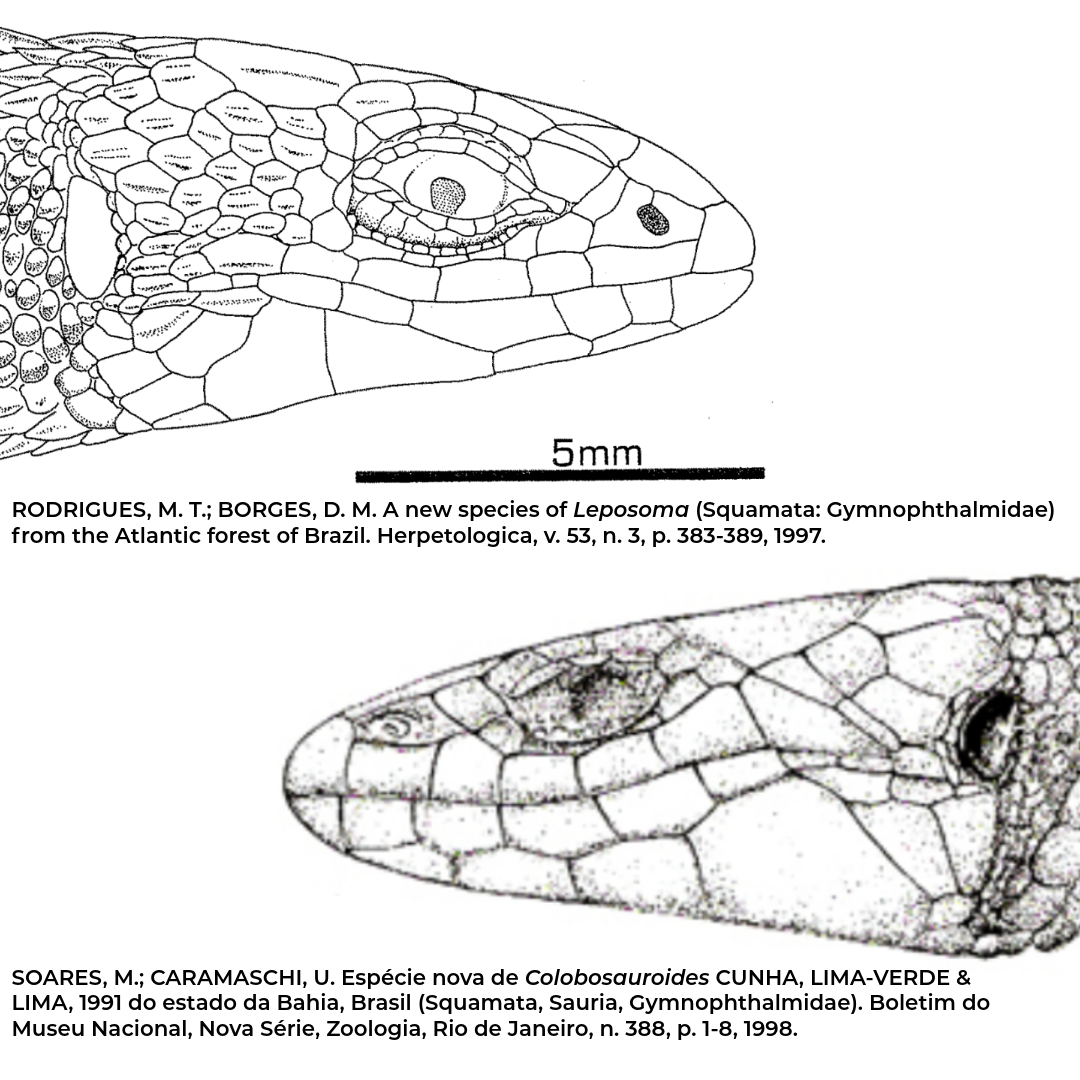 5mm
RODRIGUES, M. T.; BORGES, D. M. A new species of Leposoma (Squamata: Gymnophthalmidae)
from the Atlantic forest of Brazil. Herpetologica, v. 53, n. 3, p. 383-389, 1997.
SOARES, M.; CARAMASCHI, U. Espécie nova de Colobosauroides CUNHA, LIMA-VERDE &
LIMA, 1991 do estado da Bahia, Brasil (Squamata, Sauria, Gymnophthalmidae). Boletim do
Museu Nacional, Nova Série, Zoologia, Rio de Janeiro, n. 388, p. 1-8, 1998.